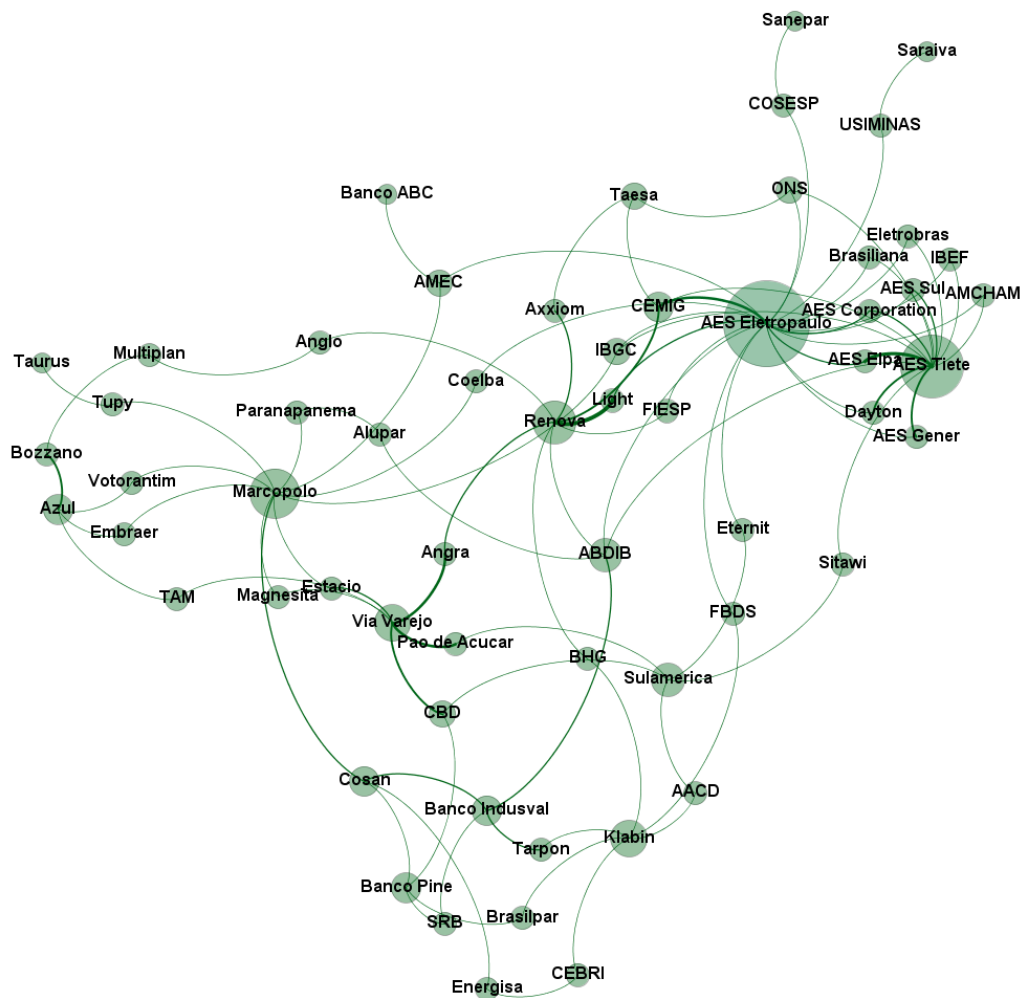 Sanepar
Saraiva
COSESP
USIMINAS
Banco ABC
Taesa
ONS
Eletrobras
Brasiliana
IBEF
AMEC
AES Sul
AMCHAM
Axxiom
CEMIG
AES Corporation
AES Eletropaulo
Anglo
IBGC
Multiplan
Taurus
AES Elpa
AES Tiete
Coelba
Light
Tupy
Paranapanema
FIESP
Renova
Dayton
Alupar
AES Gener
Bozzano
Votorantim
Marcopolo
Azul
Embraer
Eternit
Angra
ABDIB
Sitawi
Estacio
TAM
Magnesita
FBDS
Via Varejo
Pao de Acucar
BHG
Sulamerica
CBD
Cosan
AACD
Banco Indusval
Klabin
Tarpon
Banco Pine
Brasilpar
SRB
CEBRI
Energisa